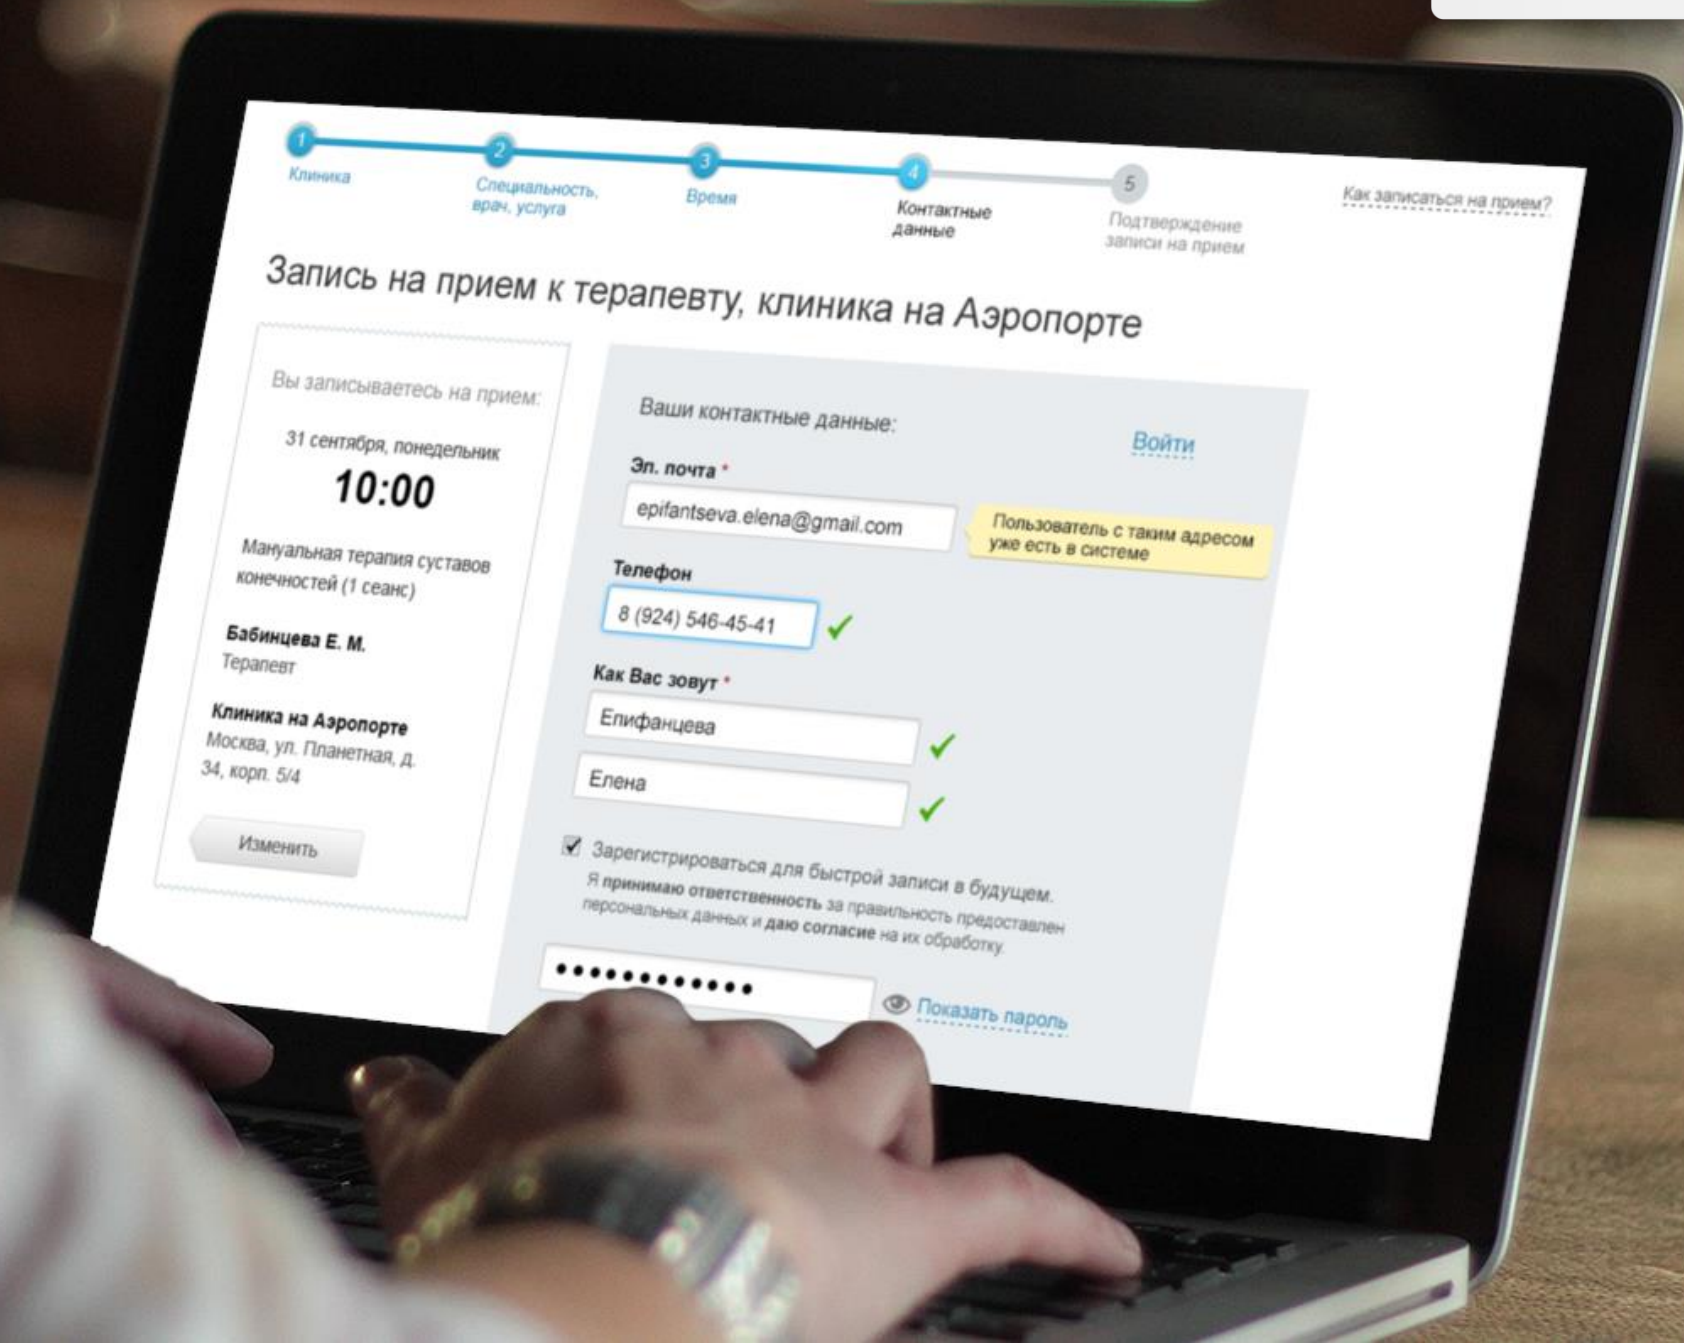 1
2
3
4
5
Клиника
Специальность,
врач, услуга
Время
Контактные
данные
Подтверждение
записи на прием
Как записаться на прием?
Запись на прием к терапевту, клиника на Аэропорте
Вы записываетесь на прием:
31 сентября, понедельник
10:00
Мануальная терапия суставов
конечностей (1 сеанс)
Бабинцева Е. М.
Терапевт
Клиника на Аэропорте
Москва, ул. Планетная, д.
34, корп. 5/4
Изменить
Ваши контактные данные:
Войти
Эл. почта *
epifantseva.elena@gmail.com
Пользователь с таким адресом
уже есть в системе
Телефон
8 (924) 546-45-41
Как Вас зовут *
Епифанцева
Елена
Зарегистрироваться для быстрой записи в будущем.
Я принимаю ответственность за правильность предоставлен
персональных данных и даю согласие на их обработку.
••••••••••••
Показать пароль